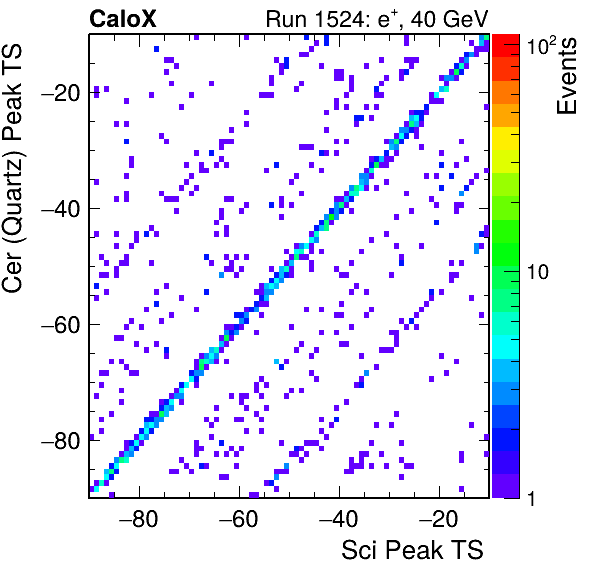 CaloX Run 1524: e⁺, 40 GeV
Cer (Quartz) Peak TS
−20
−40
−60
−80
−80 −60 −40 −20
Sci Peak TS
10²
10
1
Events